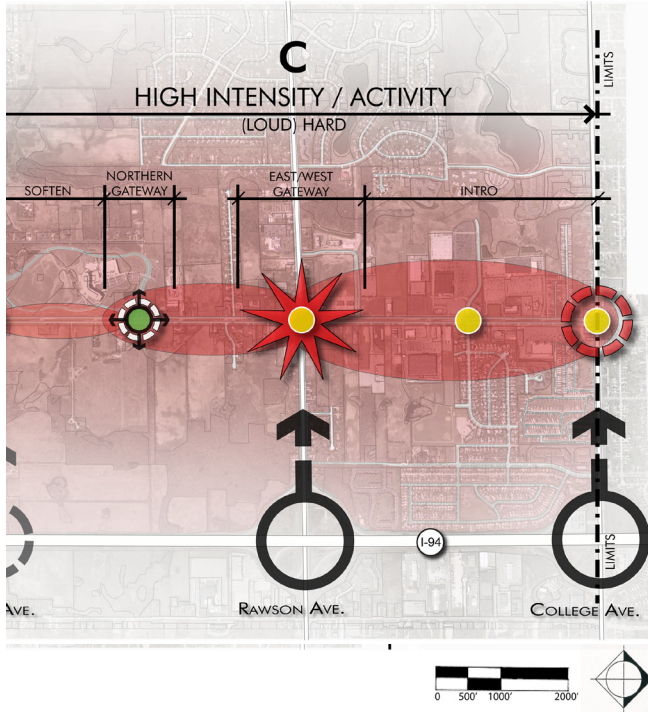 C
HIGH INTENSITY / ACTIVITY
(LOUD) HARD
LIMITS
SOFTEN
NORTHERN
GATEWAY
EAST/WEST
GATEWAY
INTRO
I-94
LIMITS
AVE.
RAWSON AVE.
COLLEGE AVE.
0 500' 1000' 2000'